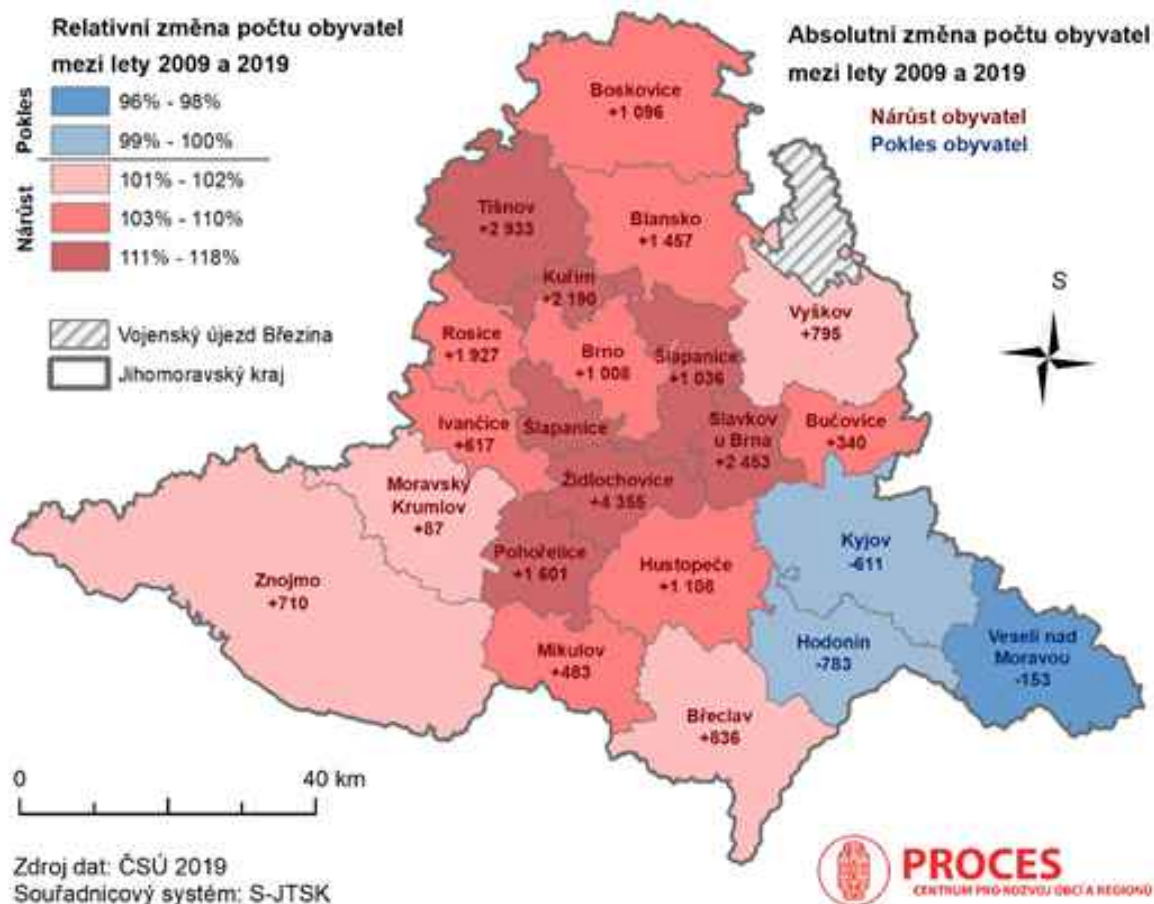 Relativní změna počtu obyvatel
mezi lety 2009 a 2019
Pokles
96% - 98%
99% - 100%
Nárůst
101% - 102%
103% - 110%
111% - 118%
Vojenský újezd Březina
Jihomoravský kraj
Absolutní změna počtu obyvatel
mezi lety 2009 a 2019
Nárůst obyvatel
Pokles obyvatel
S
Boskovice
+1 096
Tišnov
+2 933
Blansko
+1 457
Kuřim
+2 190
Vyškov
+795
Rosice
+1 927
Brno
+1 008
Šlapanice
+1 036
Ivančice
+617
Šlapanice
Slavkov
u Brna
+2 453
Bučovice
+340
Moravský
Krumlov
+87
Židlochovice
+4 355
Kyjov
-611
Pohořelice
+1 601
Hustopeče
+1 108
Znojmo
+710
Mikulov
+483
Hodonín
-783
Veselí nad
Moravou
-153
Břeclav
+836
0 40 km
Zdroj dat: ČSÚ 2019
Souřadnicový systém: S-JTSK
PROCES
CENTRUM PRO ROZVOJ OBCÍ A REGIONŮ